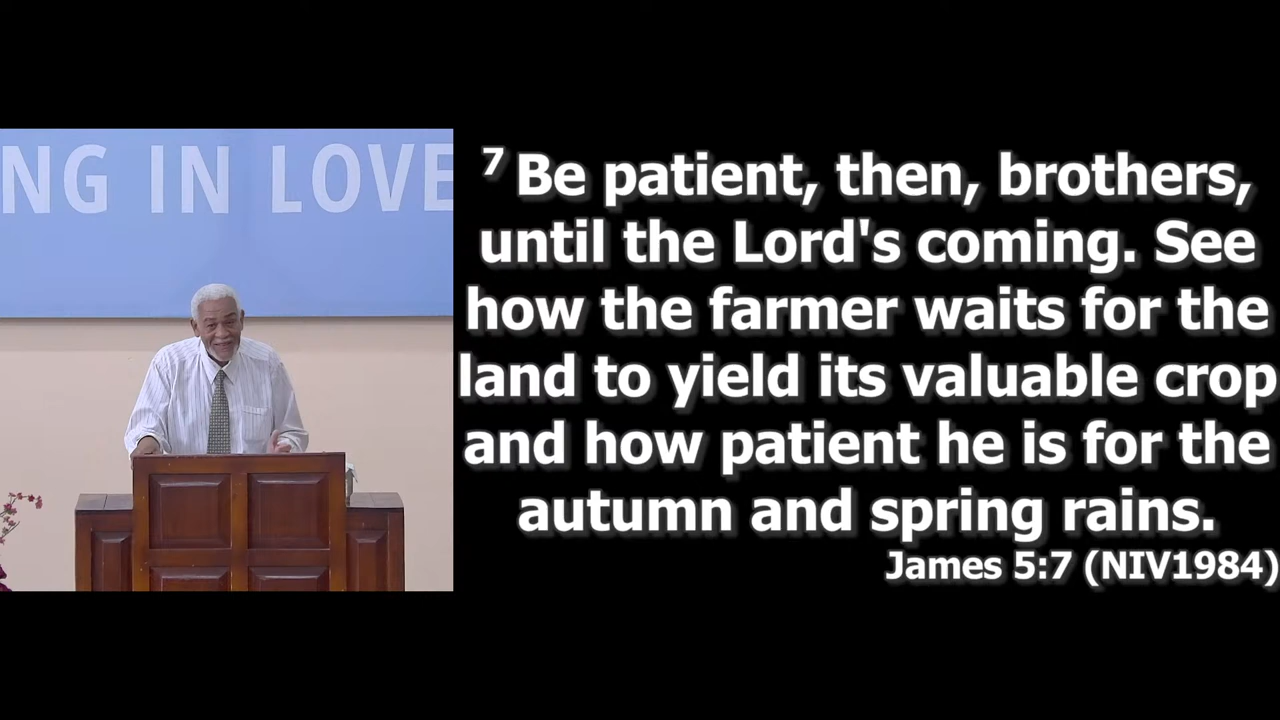 NG IN LOVE
7 Be patient, then, brothers,
until the Lord's coming. See
how the farmer waits for the
land to yield its valuable crop
and how patient he is for the
autumn and spring rains.
James 5:7 (NIV1984)